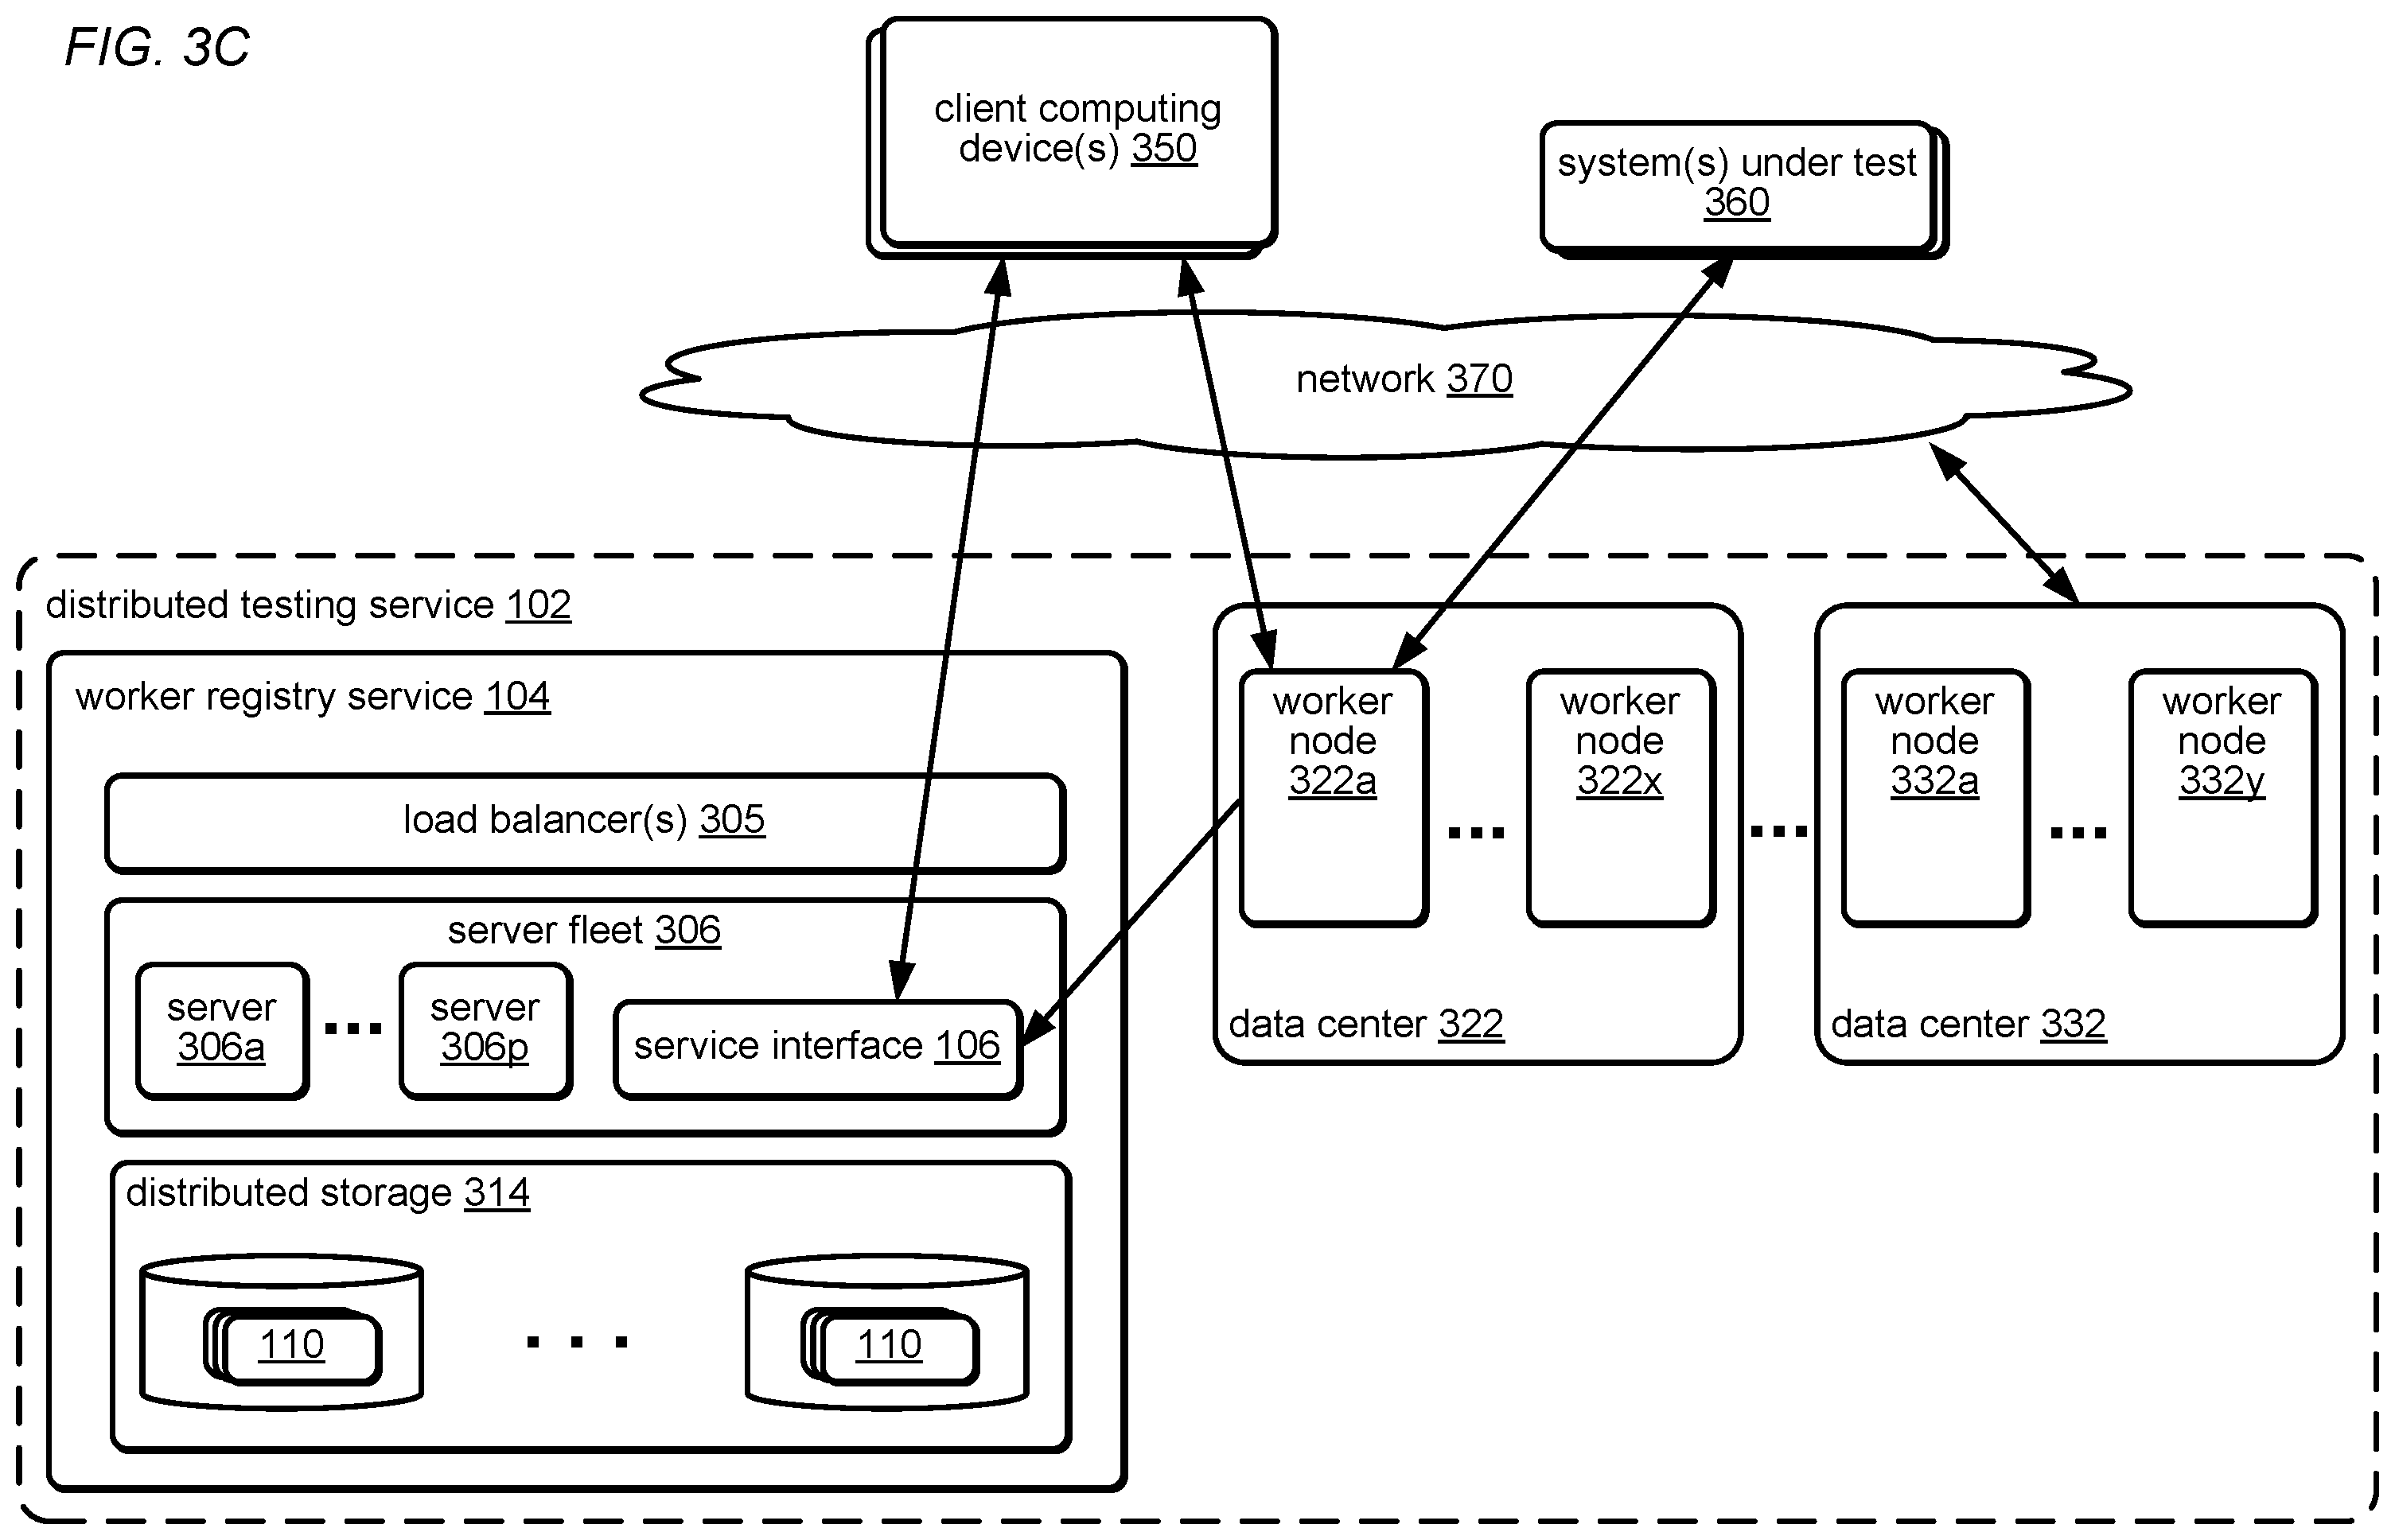 FIG. 3C
client computing
device(s) 350
system(s) under test
360
network 370
distributed testing service 102
worker registry service 104
load balancer(s) 305
server fleet 306
server
306a
server
306p
service interface 106
distributed storage 314
110
110
worker
node
322a
worker
node
322x
data center 322
worker
node
332a
worker
node
332y
data center 332